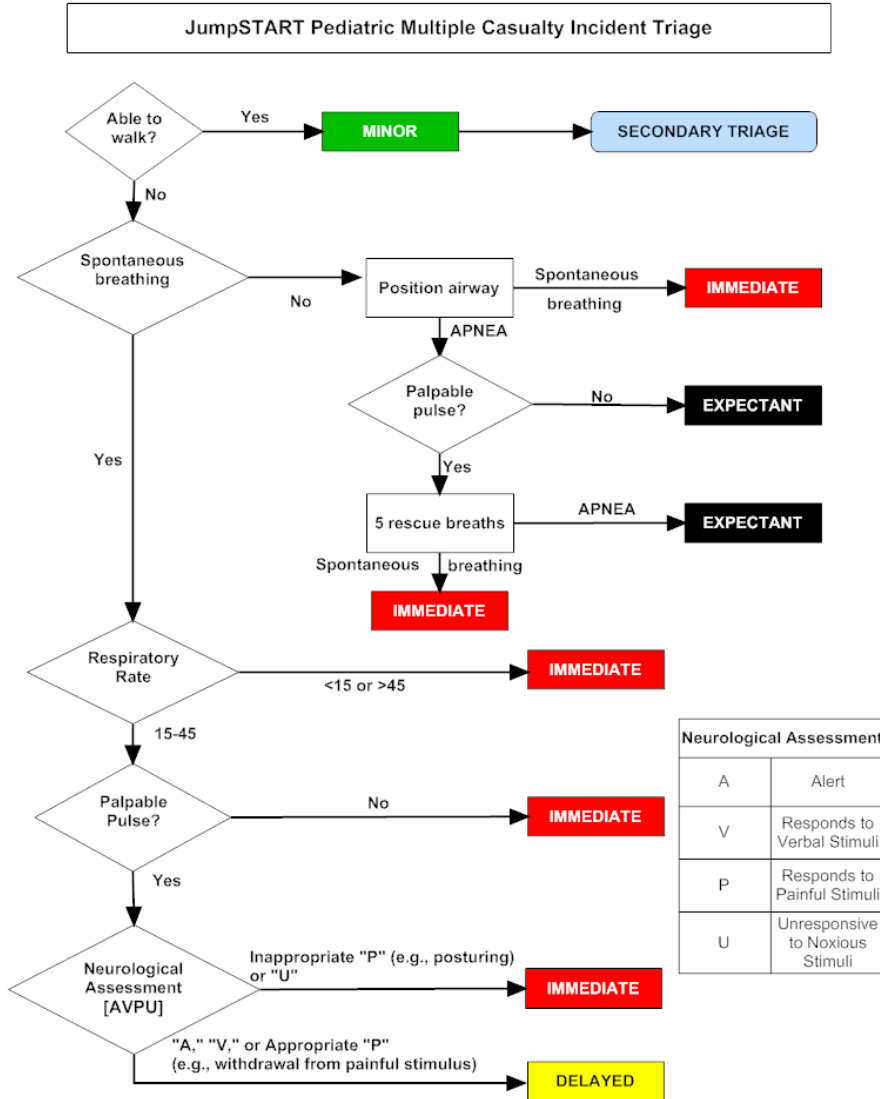 JumpSTART Pediatric Multiple Casualty Incident Triage
Able to
walk?
Yes
MINOR
SECONDARY TRIAGE
No
Spontaneous
breathing
No
Position airway
Spontaneous
breathing
IMMEDIATE
APNEA
Palpable
pulse?
No
EXPECTANT
Yes
Yes
5 rescue breaths
APNEA
EXPECTANT
Spontaneous breathing
IMMEDIATE
Respiratory
Rate
<15 or >45
IMMEDIATE
15-45
Palpable
Pulse?
No
IMMEDIATE
Yes
Neurological
Assessment
[AVPU]
Inappropriate "P" (e.g., posturing)
or "U"
IMMEDIATE
"A," "V," or Appropriate "P"
(e.g., withdrawal from painful stimulus)
DELAYED
Neurological Assessment
A Alert
V Responds to
Verbal Stimuli
P Responds to
Painful Stimuli
U Unresponsive
to Noxious
Stimuli